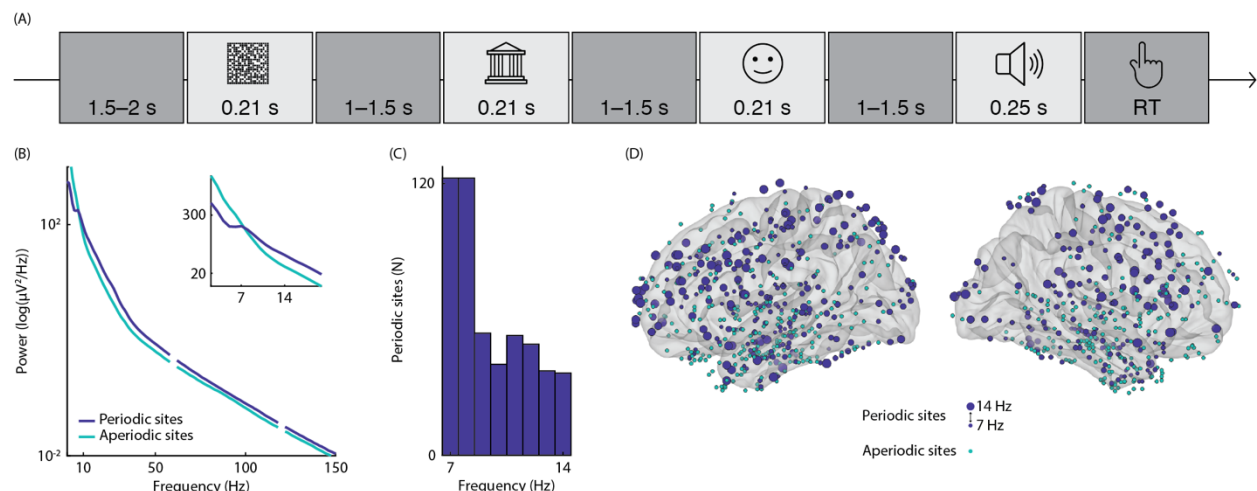 (A)
1.5–2 s
0.21 s
1–1.5 s
0.21 s
1–1.5 s
0.21 s
1–1.5 s
0.25 s
RT
(B)
Power (log(μV²/Hz)
10²
10⁻²
10
50
100
150
Frequency (Hz)
300
20
7
14
Periodic sites
Aperiodic sites
(C)
Periodic sites (N)
120
0
7
14
Frequency (Hz)
(D)
Periodic sites
14 Hz
7 Hz
Aperiodic sites